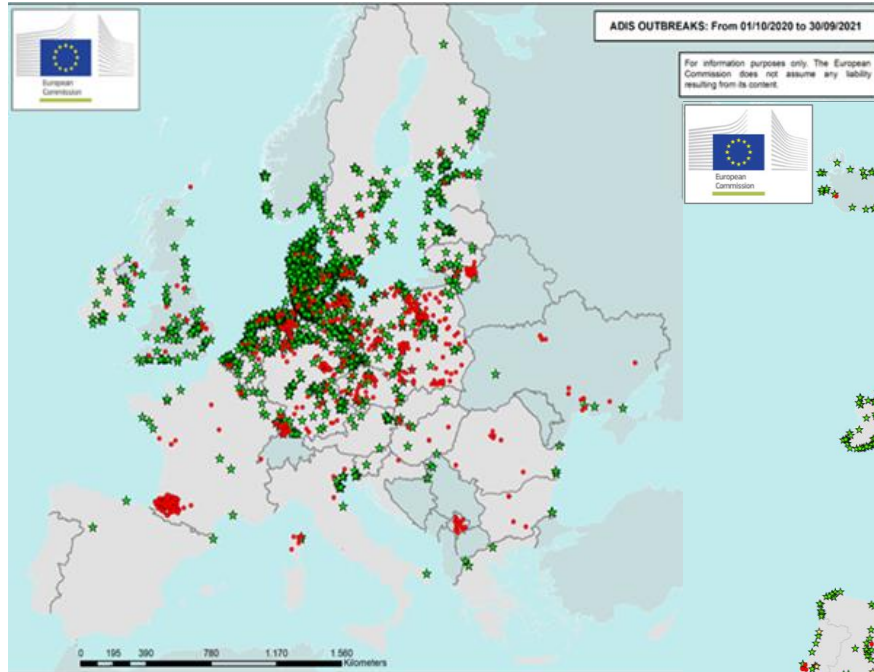 European
Commission
ADIS OUTBREAKS: From 01/10/2020 to 30/09/2021
For information purposes only. The European
Commission does not assume any liability
resulting from its content.
European
Commission
0 195 390 780 1.170 1.560
Kilometers